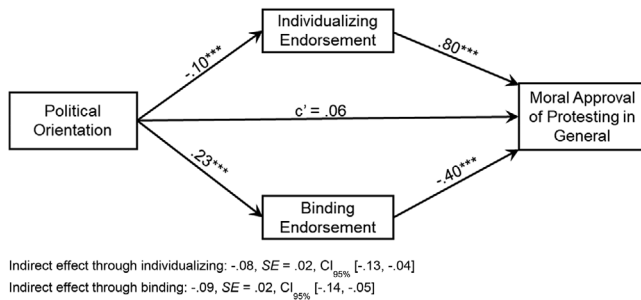 Individualizing
Endorsement
-.10***
.80***
Political
Orientation
c' = .06
Moral Approval
of Protesting in
General
.23***
-.40***
Binding
Endorsement
Indirect effect through individualizing: -.08, SE = .02, CI95% [-.13, -.04]
Indirect effect through binding: -.09, SE = .02, CI95% [-.14, -.05]